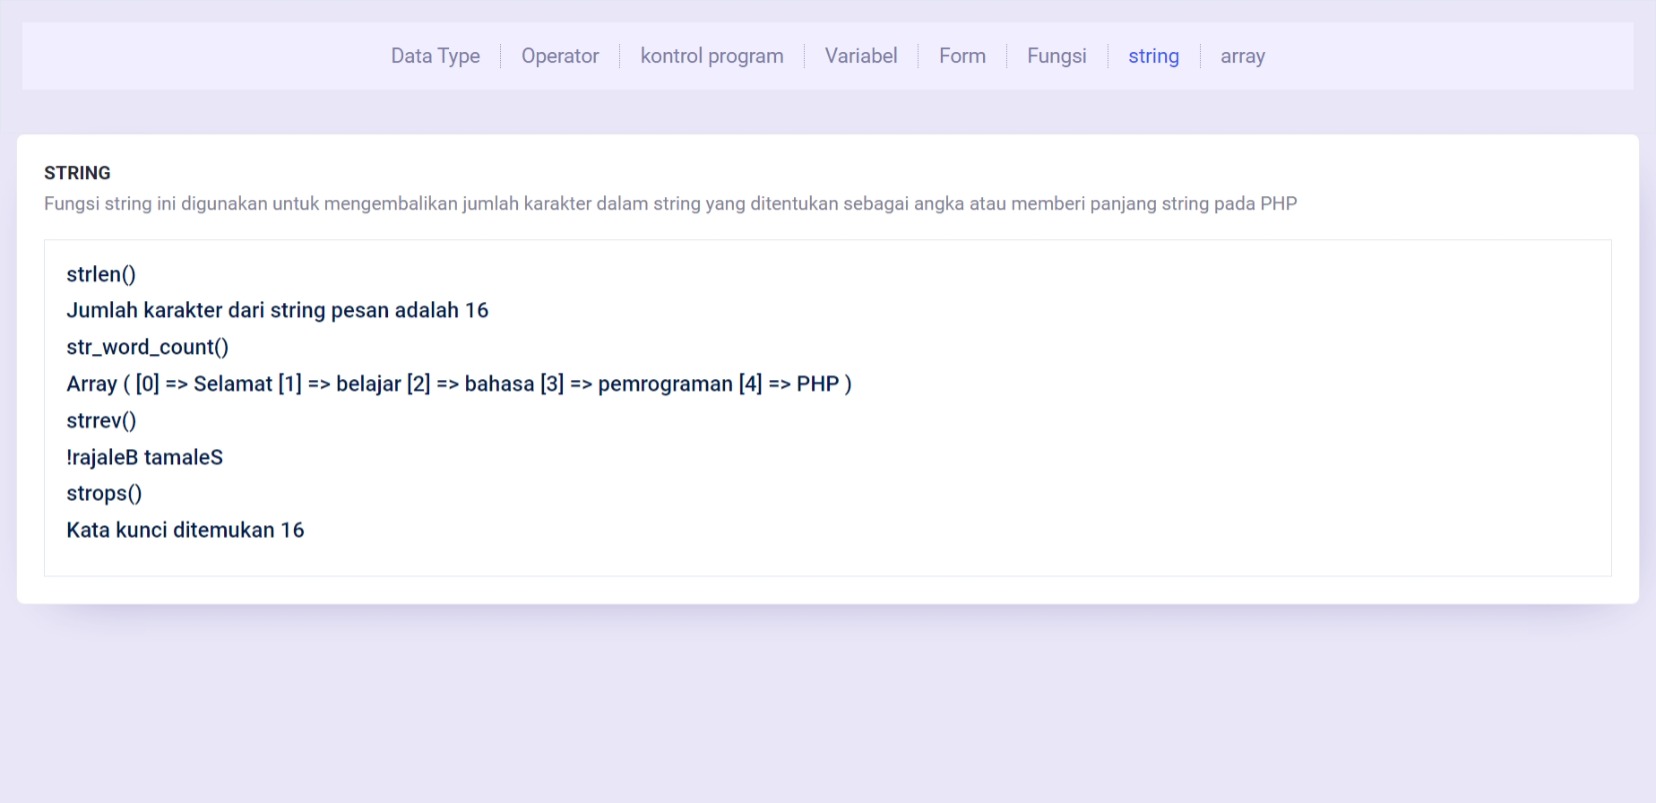 Data Type Operator kontrol program Variabel Form Fungsi string array
STRING
Fungsi string ini digunakan untuk mengembalikan jumlah karakter dalam string yang ditentukan sebagai angka atau memberi panjang string pada PHP
strlen()
Jumlah karakter dari string pesan adalah 16
str_word_count()
Array ( [0] => Selamat [1] => belajar [2] => bahasa [3] => pemrograman [4] => PHP )
strrev()
!rajaleB tamaleS
strops()
Kata kunci ditemukan 16